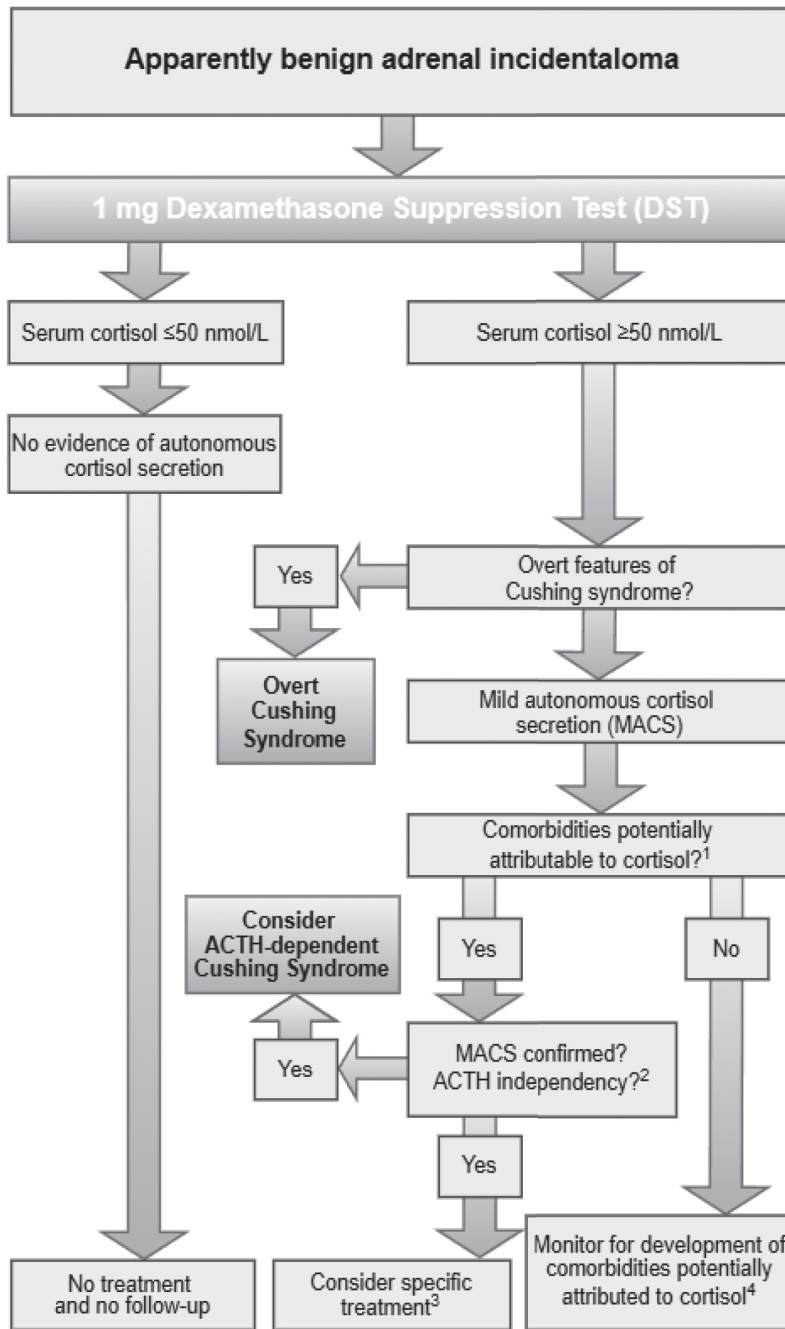 Apparently benign adrenal incidentaloma
1 mg Dexamethasone Suppression Test (DST)
Serum cortisol ≤50 nmol/L
Serum cortisol ≥50 nmol/L
No evidence of autonomous
cortisol secretion
Yes
Overt features of
Cushing syndrome?
Overt
Cushing
Syndrome
Mild autonomous cortisol
secretion (MACS)
Comorbidities potentially
attributable to cortisol?1
Consider
ACTH-dependent
Cushing Syndrome
Yes
No
Yes
MACS confirmed?
ACTH independency?2
Yes
No treatment
and no follow-up
Consider specific
treatment3
Monitor for development of
comorbidities potentially
attributed to cortisol4